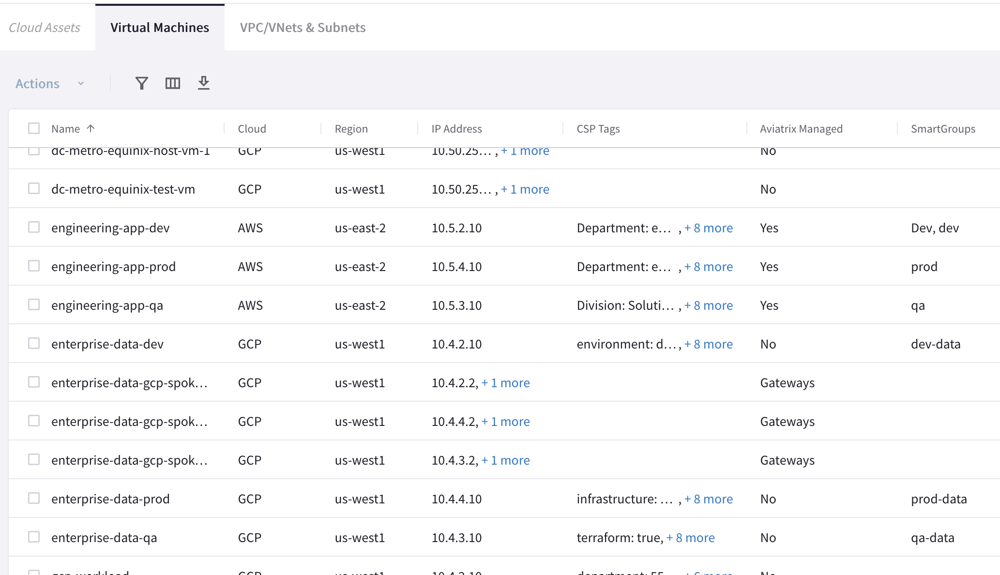 Cloud Assets Virtual Machines VPC/VNets & Subnets
Actions
Name ↑ Cloud Region IP Address CSP Tags Aviatrix Managed SmartGroups
dc-metro-equinix-host-vm-1 GCP us-west1 10.50.25… , + 1 more No
dc-metro-equinix-test-vm GCP us-west1 10.50.25… , + 1 more No
engineering-app-dev AWS us-east-2 10.5.2.10 Department: e… , + 8 more Yes Dev, dev
engineering-app-prod AWS us-east-2 10.5.4.10 Department: e… , + 8 more Yes prod
engineering-app-qa AWS us-east-2 10.5.3.10 Division: Soluti… , + 8 more Yes qa
enterprise-data-dev GCP us-west1 10.4.2.10 environment: d… , + 8 more No dev-data
enterprise-data-gcp-spok… GCP us-west1 10.4.2.2, + 1 more Gateways
enterprise-data-gcp-spok… GCP us-west1 10.4.4.2, + 1 more Gateways
enterprise-data-gcp-spok… GCP us-west1 10.4.3.2, + 1 more Gateways
enterprise-data-prod GCP us-west1 10.4.4.10 infrastructure: … , + 8 more No prod-data
enterprise-data-qa GCP us-west1 10.4.3.10 terraform: true, + 8 more No qa-data
GCP us-west1 No